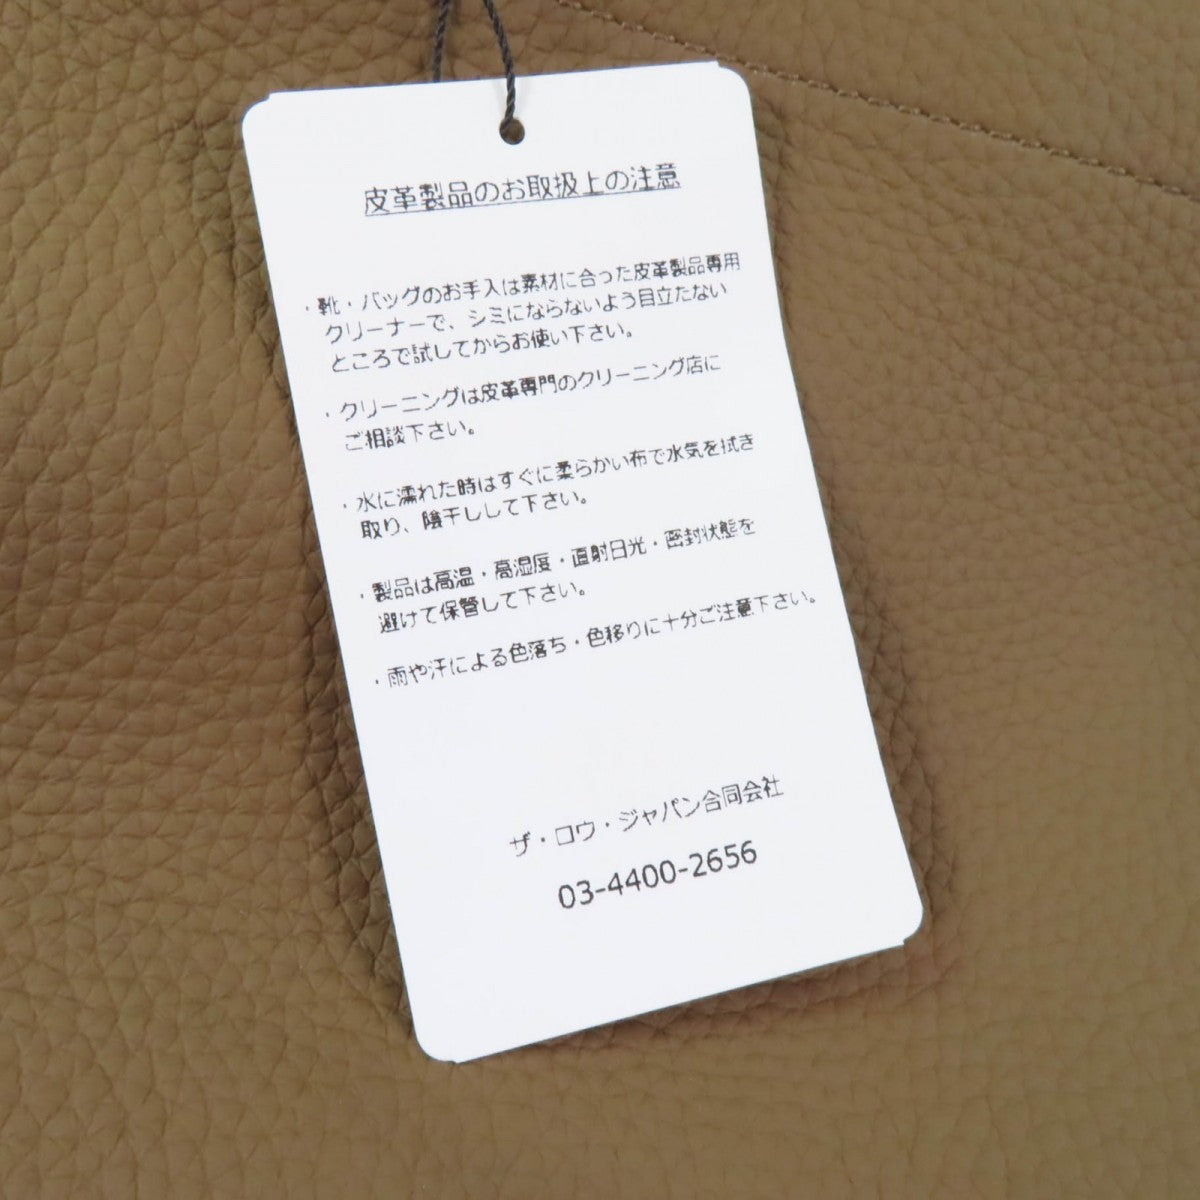 皮革製品のお取扱上の注意
・靴・バッグのお手入は素材に合った皮革製品専用
クリーナーで、シミにならないよう目立たない
ところで試してからお使い下さい。
・クリーニングは皮革専門のクリーニング店に
ご相談下さい。
・水に濡れた時はすぐに柔らかい布で水気を拭き
取り、陰干しして下さい。
・製品は高温・高湿度・直射日光・密封状態を
避けて保管して下さい。
・雨や汗による色落ち・色移りに十分ご注意下さい。
ザ・ロウ・ジャパン合同会社
03-4400-2656